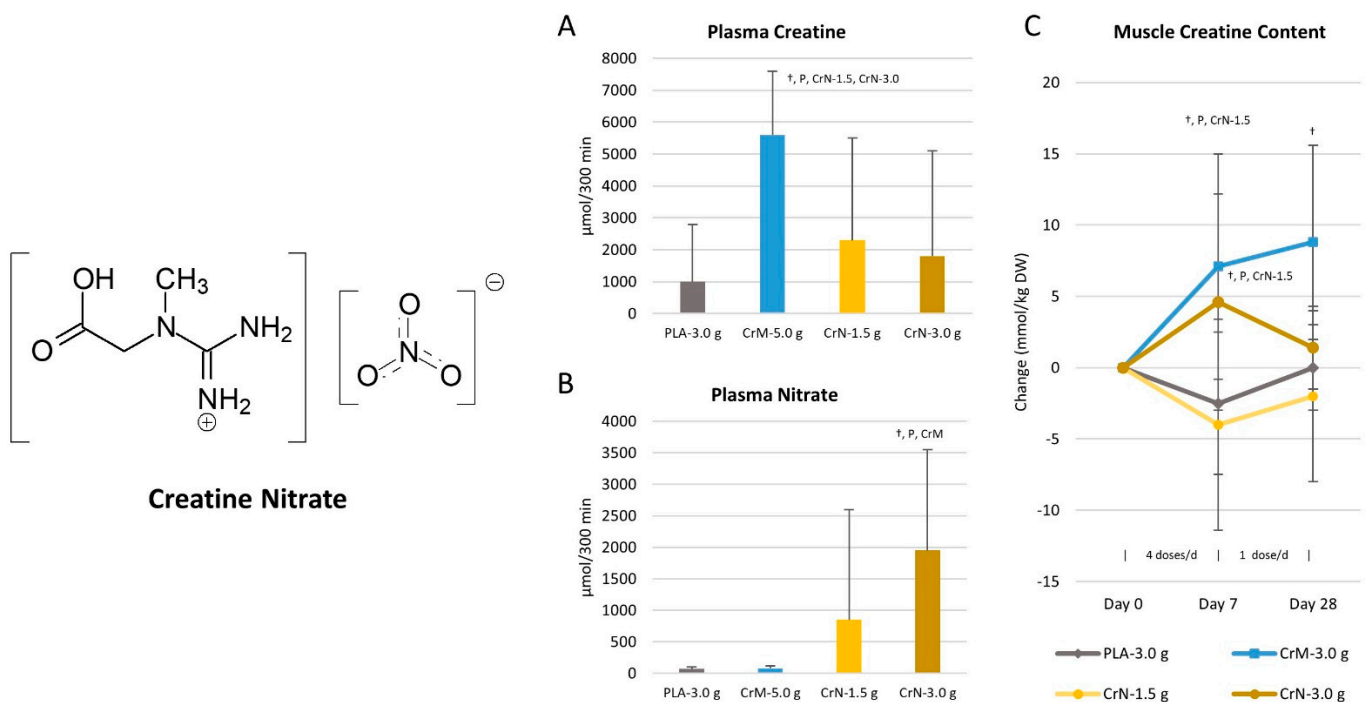 OH
CH₃
O
N
NH₂
NH₂
⊕
O
N
O
O
⊖
Creatine Nitrate
A
Plasma Creatine
8000
7000
6000
5000
4000
3000
2000
1000
0
µmol/300 min
†, P, CrN-1.5, CrN-3.0
PLA-3.0 g CrM-5.0 g CrN-1.5 g CrN-3.0 g
B
Plasma Nitrate
4000
3500
3000
2500
2000
1500
1000
500
0
µmol/300 min
†, P, CrM
PLA-3.0 g CrM-5.0 g CrN-1.5 g CrN-3.0 g
C
Muscle Creatine Content
20
15
10
5
0
-5
-10
-15
Change (mmol/kg DW)
†, P, CrN-1.5
†
†, P, CrN-1.5
| 4 doses/d | 1 dose/d |
Day 0 Day 7 Day 28
PLA-3.0 g CrM-3.0 g
CrN-1.5 g CrN-3.0 g